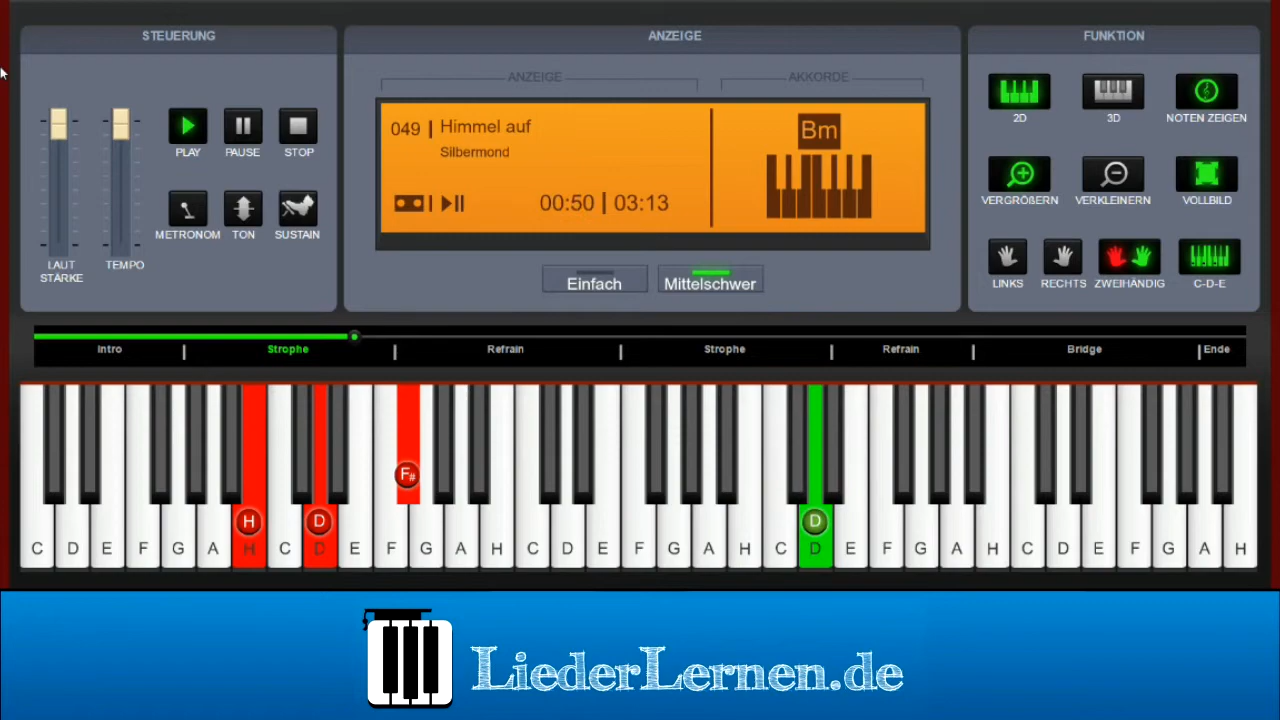 STEUERUNG
ANZEIGE
FUNKTION
PLAY PAUSE STOP
METRONOM TON SUSTAIN
LAUT
STÄRKE
TEMPO
ANZEIGE
AKKORDE
049 | Himmel auf
Silbermond
00:50 | 03:13
Bm
Einfach
Mittelschwer
2D 3D NOTEN ZEIGEN
VERGRÖßERN VERKLEINERN VOLLBILD
LINKS RECHTS ZWEIHÄNDIG C-D-E
Intro Strophe Refrain Strophe Refrain Bridge Ende
F#
H D D
C D E F G A H C D E F G A H C D E F G A H C D E F G A H C D E F G A H
LiederLernen.de